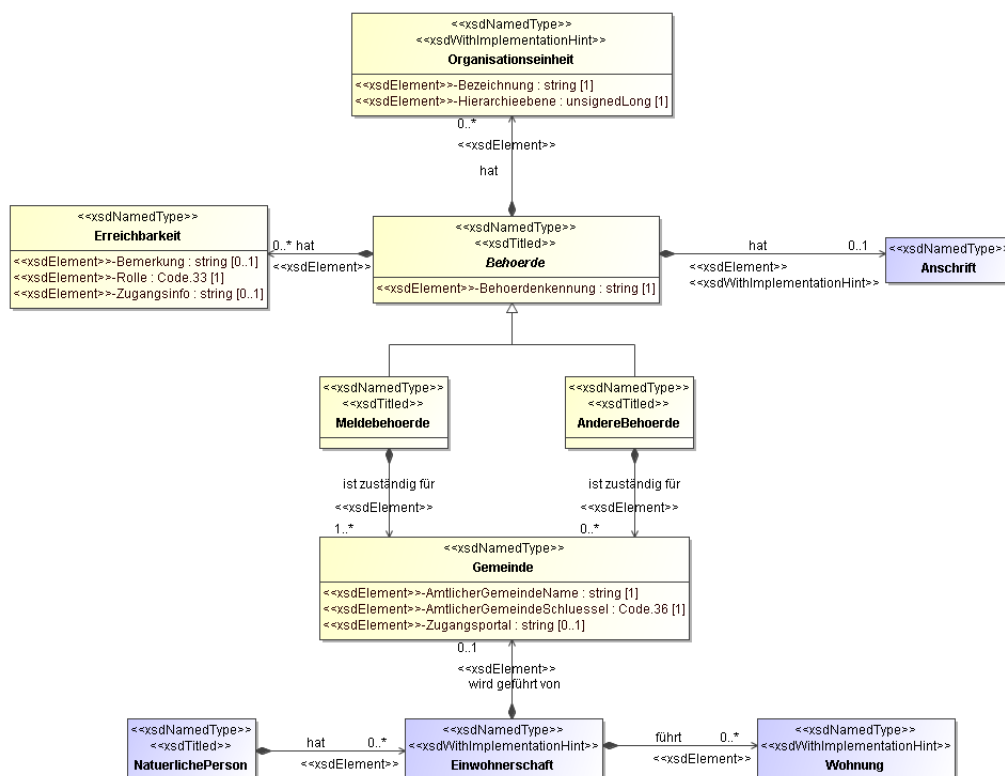 <<xsdNamedType>>
<<xsdWithImplementationHint>>
Organisationseinheit
<<xsdElement>>-Bezeichnung : string [1]
<<xsdElement>>-Hierarchieebene : unsignedLong [1]
0..*
<<xsdElement>>
hat
<<xsdNamedType>>
Erreichbarkeit
<<xsdElement>>-Bemerkung : string [0..1]
<<xsdElement>>-Rolle : Code.33 [1]
<<xsdElement>>-Zugangsinfo : string [0..1]
0..* hat
<<xsdElement>>
<<xsdNamedType>>
<<xsdTitled>>
Behoerde
<<xsdElement>>-Behoerdenkennung : string [1]
hat 0..1
<<xsdElement>>
<<xsdWithImplementationHint>>
<<xsdNamedType>>
Anschrift
<<xsdNamedType>>
<<xsdTitled>>
Meldebehoerde
<<xsdNamedType>>
<<xsdTitled>>
AndereBehoerde
ist zuständig für
<<xsdElement>>
1..*
ist zuständig für
<<xsdElement>>
0..*
<<xsdNamedType>>
Gemeinde
<<xsdElement>>-AmtlicherGemeindeName : string [1]
<<xsdElement>>-AmtlicherGemeindeSchluessel : Code.36 [1]
<<xsdElement>>-Zugangsportal : string [0..1]
0..1
<<xsdElement>>
wird geführt von
<<xsdNamedType>>
<<xsdTitled>>
NatuerlichePerson
hat 0..*
<<xsdElement>>
<<xsdNamedType>>
<<xsdWithImplementationHint>>
Einwohnerschaft
führt 0..*
<<xsdElement>>
<<xsdNamedType>>
<<xsdWithImplementationHint>>
Wohnung